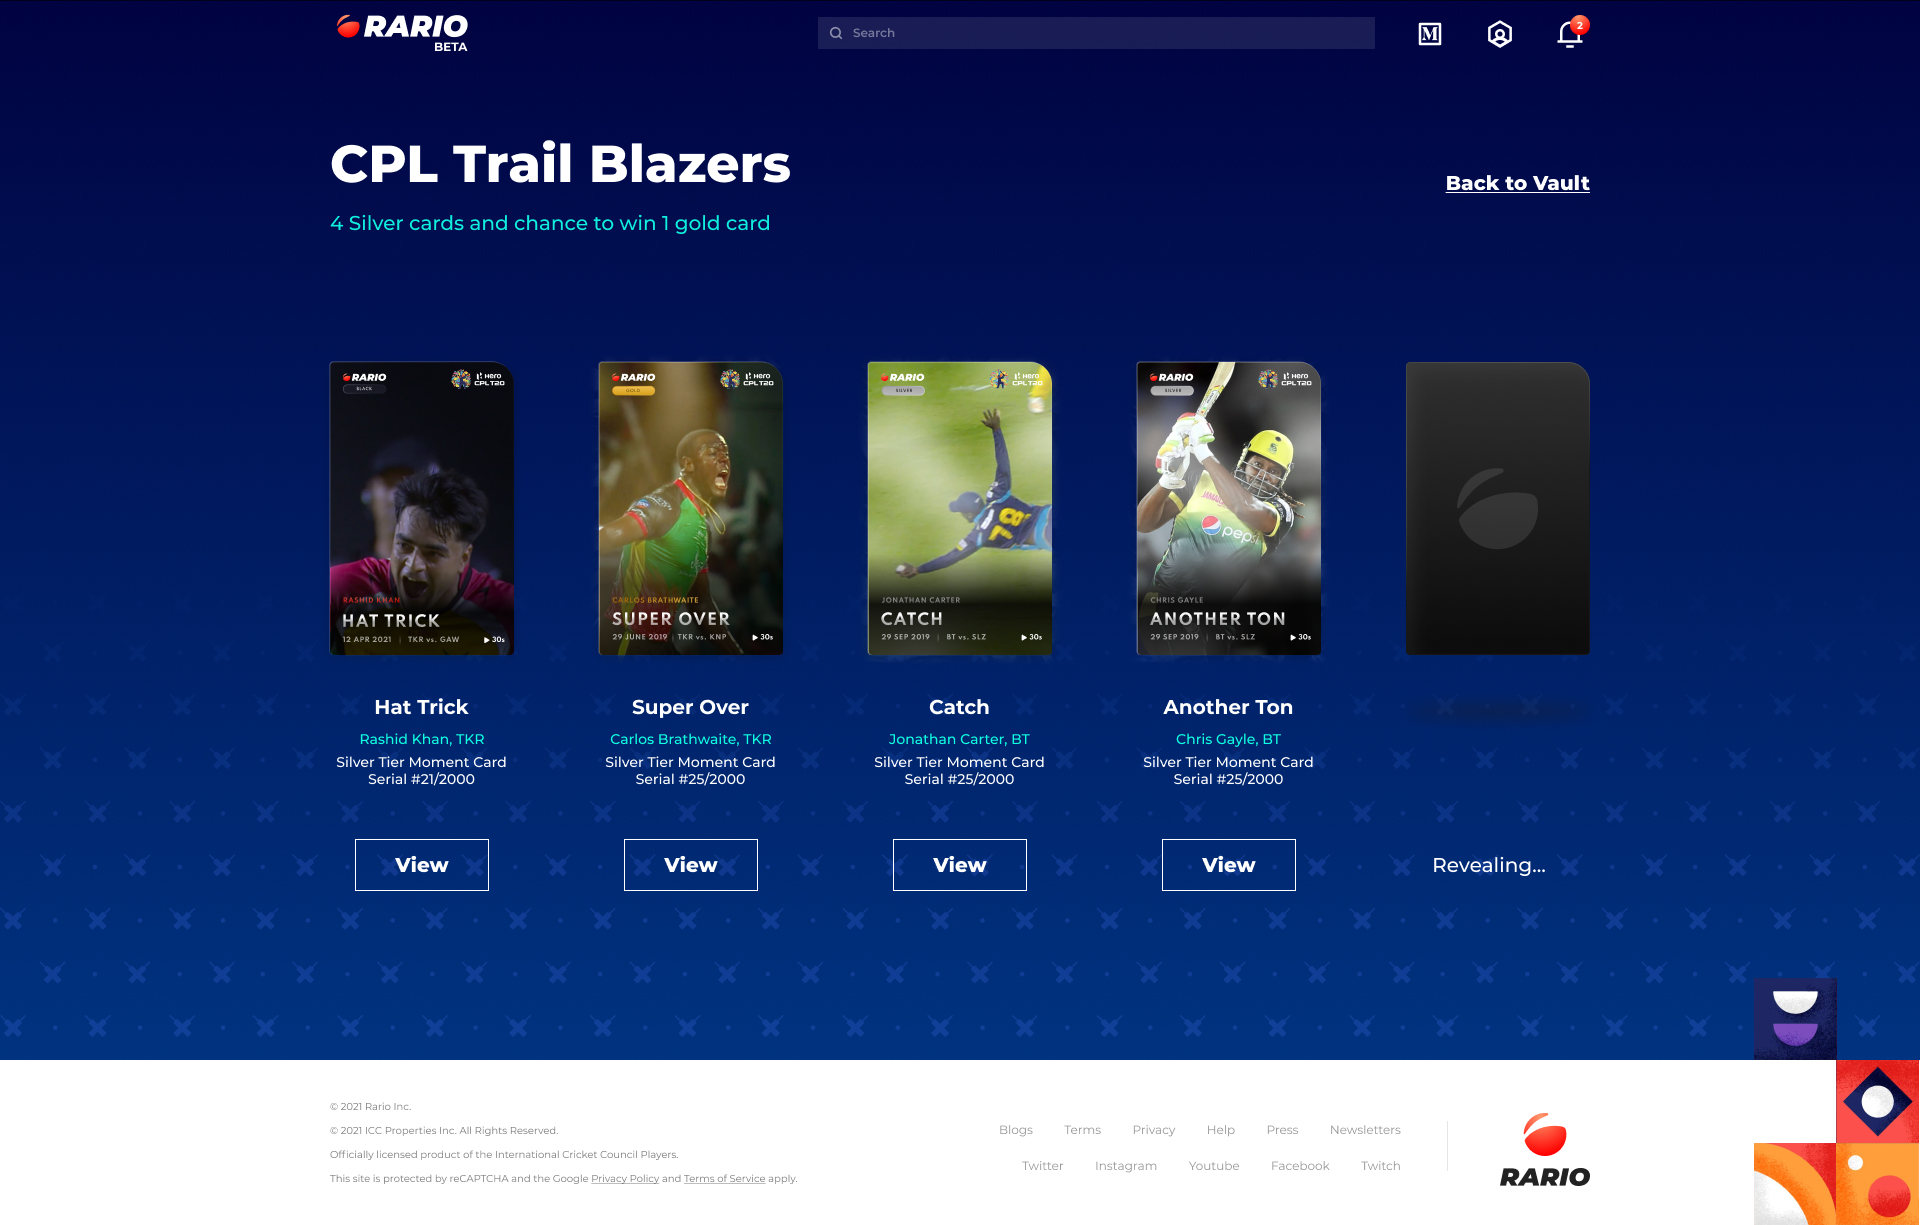 RARIO
BETA
Search
M
2
CPL Trail Blazers
Back to Vault
4 Silver cards and chance to win 1 gold card
RARIO
BLACK
Hero
CPLT20
RASHID KHAN
HAT TRICK
12 APR 2021 | TKR vs. GAW
30s
RARIO
GOLD
Hero
CPLT20
CARLOS BRATHWAITE
SUPER OVER
29 JUNE 2019 | TKR vs. KNP
30s
RARIO
SILVER
Hero
CPLT20
78
JONATHAN CARTER
CATCH
29 SEP 2019 | BT vs. SLZ
30s
RARIO
SILVER
Hero
CPLT20
pepsi
CHRIS GAYLE
ANOTHER TON
29 SEP 2019 | BT vs. SLZ
30s
Hat Trick
Rashid Khan, TKR
Silver Tier Moment Card
Serial #21/2000
View
Super Over
Carlos Brathwaite, TKR
Silver Tier Moment Card
Serial #25/2000
View
Catch
Jonathan Carter, BT
Silver Tier Moment Card
Serial #25/2000
View
Another Ton
Chris Gayle, BT
Silver Tier Moment Card
Serial #25/2000
View
Revealing...
© 2021 Rario Inc.
© 2021 ICC Properties Inc. All Rights Reserved.
Officially licensed product of the International Cricket Council Players.
This site is protected by reCAPTCHA and the Google Privacy Policy and Terms of Service apply.
Blogs Terms Privacy Help Press Newsletters
Twitter Instagram Youtube Facebook Twitch
RARIO